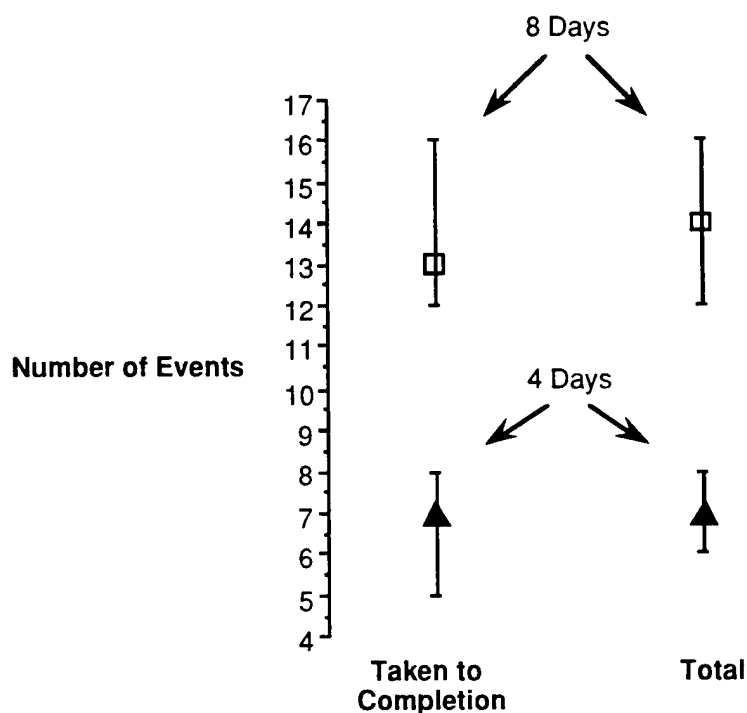 8 Days
17
16
15
14
13
12
11
10
9
8
7
6
5
4
Number of Events
4 Days
Taken to
Completion
Total